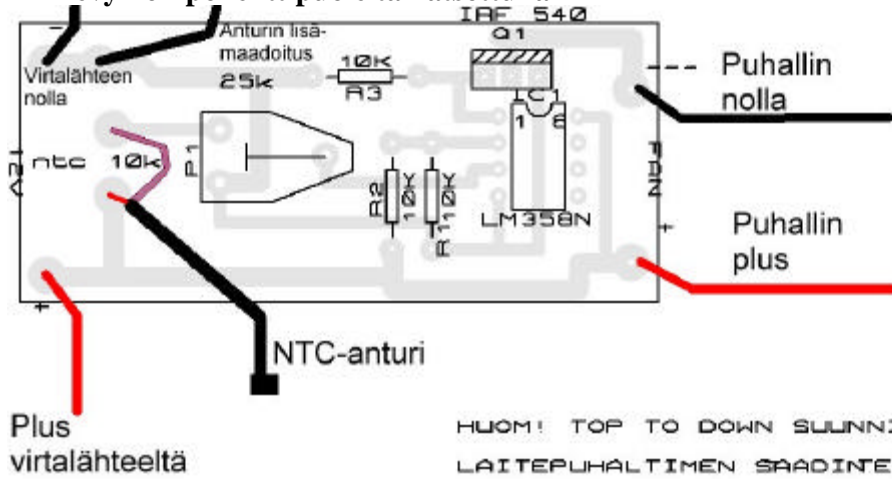 IRF 540
Q1
Anturin lisä-
maadoitus
Virtalähteen
nolla
25k
10k
R3
IC1
Puhallin
nolla
1 8
12V
ntc 10k
P1
FAN
R2
10k
R1
10k
LM358N
+
Puhallin
plus
+
NTC-anturi
Plus
virtalähteeltä
HUOM! TOP TO DOWN
LAITEPUHALTIMEN